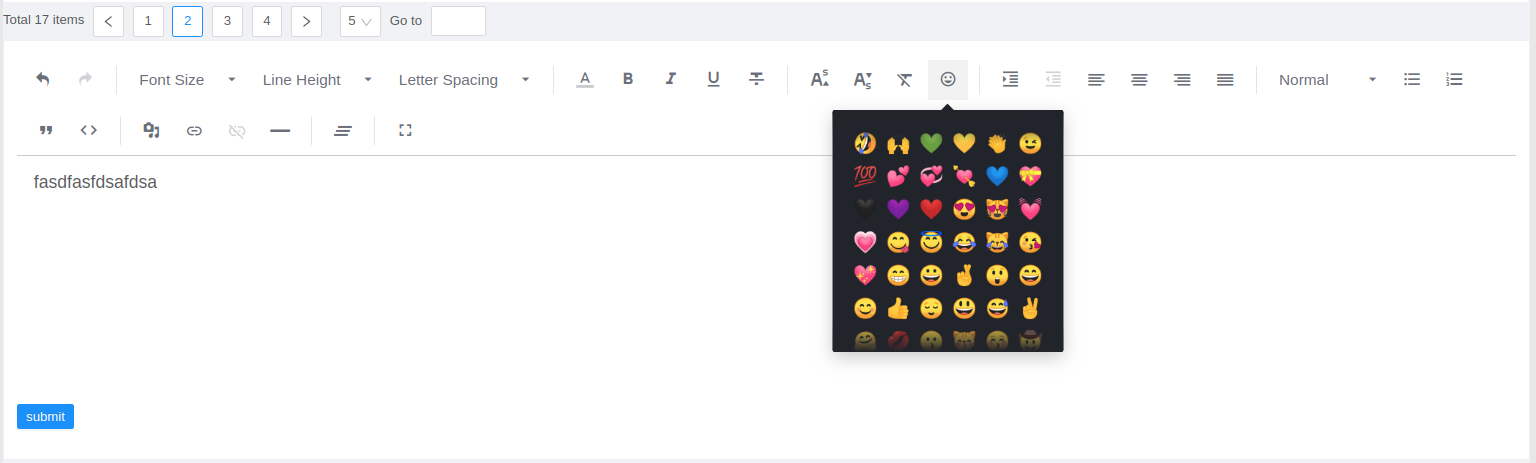 Total 17 items 1 2 3 4 5 Go to
Font Size Line Height Letter Spacing A B I U S A S A S Normal
fasdfasfdsafdsa
💯
submit